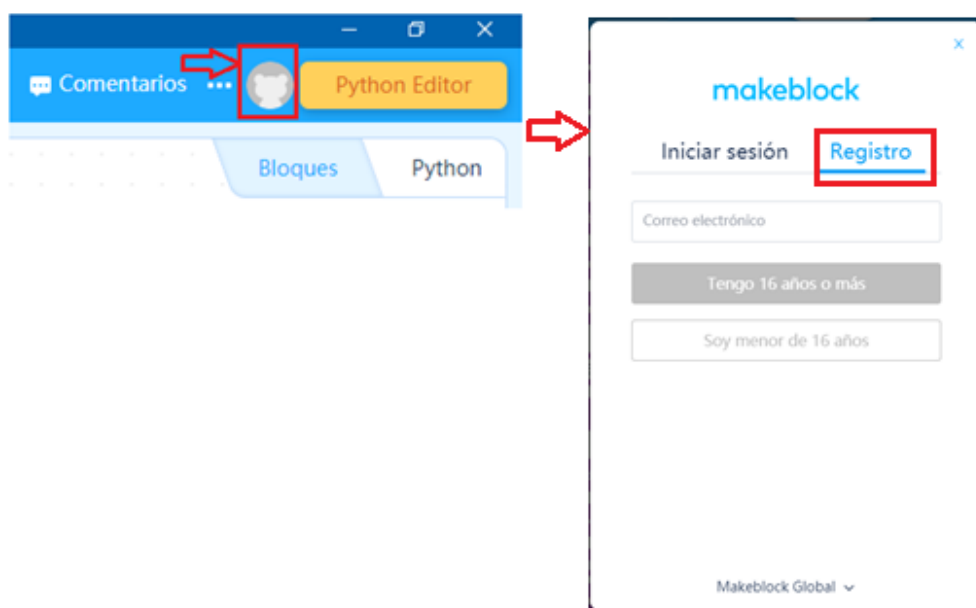 Comentarios
Python Editor
Bloques
Python
makeblock
Iniciar sesión Registro
Correo electrónico
Tengo 16 años o más
Soy menor de 16 años
Makeblock Global